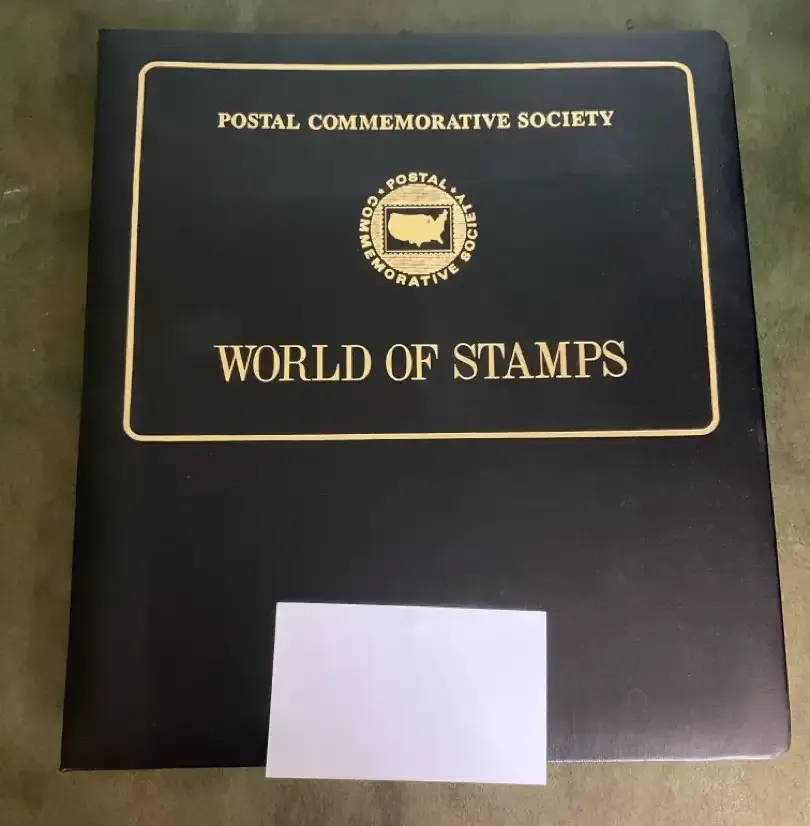 POSTAL COMMEMORATIVE SOCIETY
★ POSTAL ★
COMMEMORATIVE SOCIETY
WORLD OF STAMPS